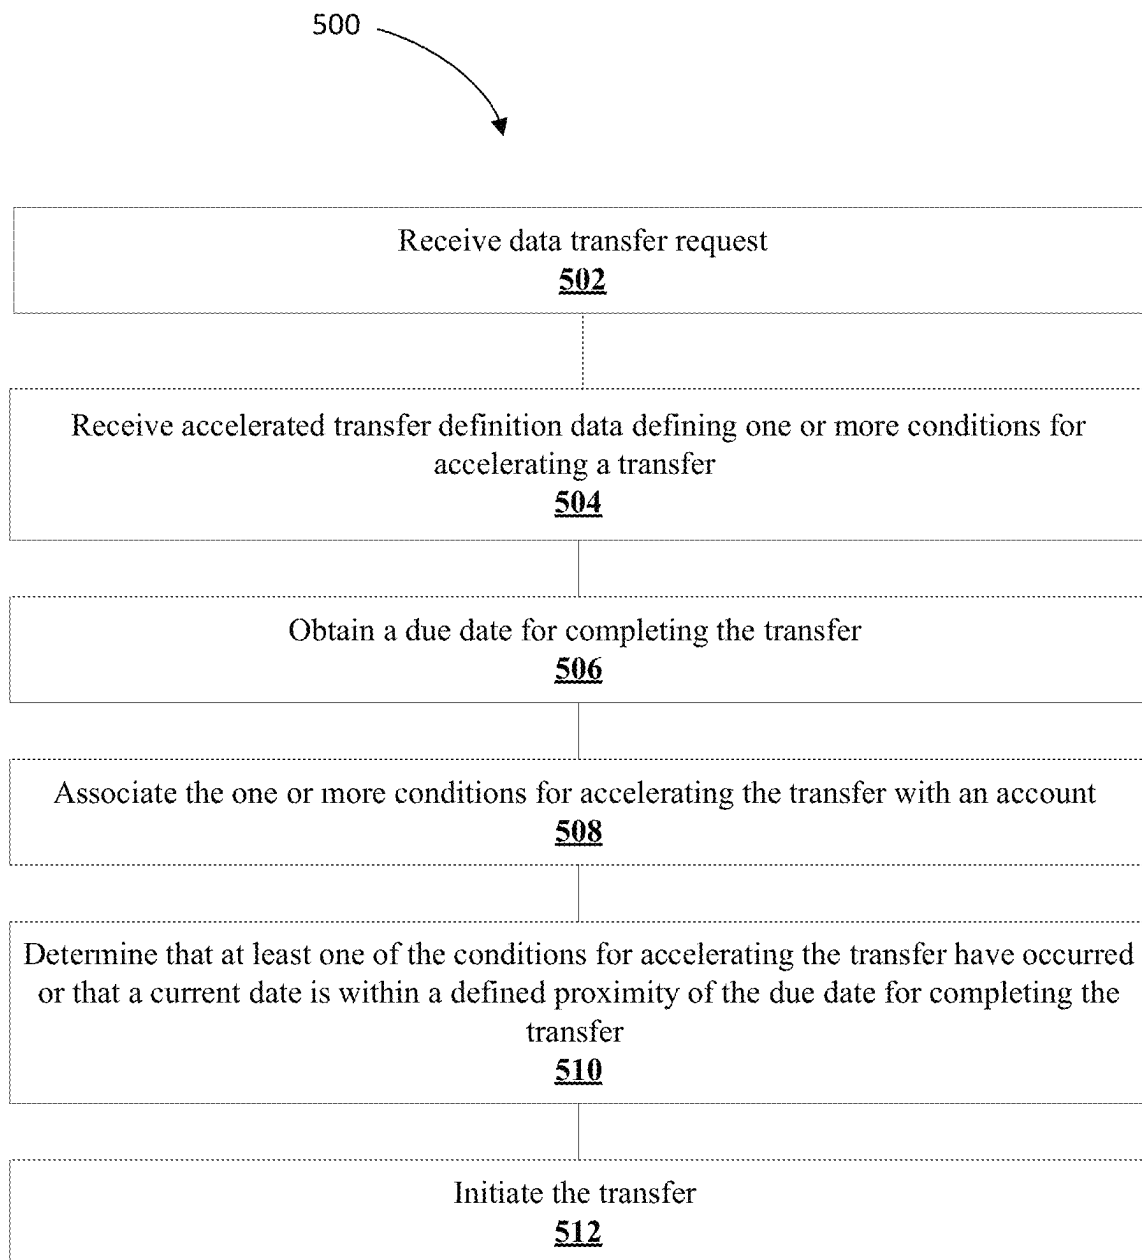 500
Receive data transfer request
502
Receive accelerated transfer definition data defining one or more conditions for
accelerating a transfer
504
Obtain a due date for completing the transfer
506
Associate the one or more conditions for accelerating the transfer with an account
508
Determine that at least one of the conditions for accelerating the transfer have occurred
or that a current date is within a defined proximity of the due date for completing the
transfer
510
Initiate the transfer
512